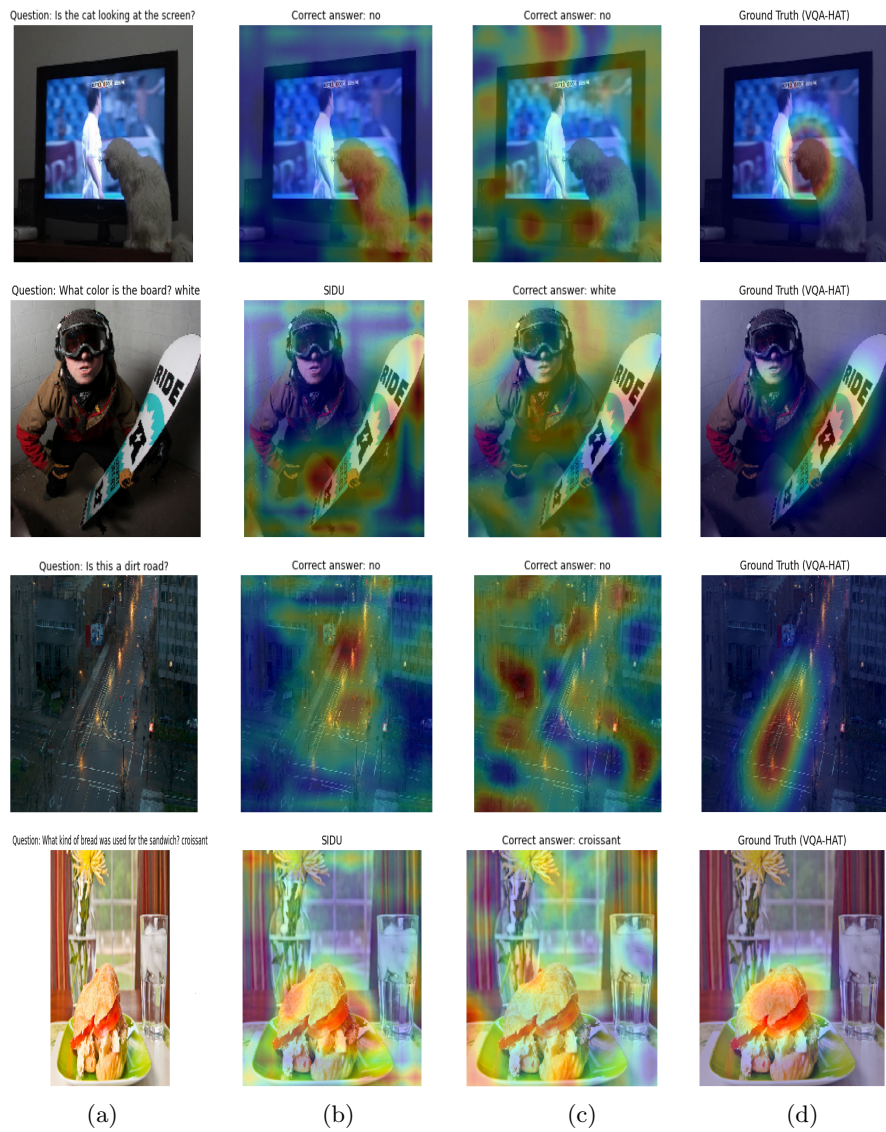 Question: Is the cat looking at the screen?
Correct answer: no
Correct answer: no
Ground Truth (VQA-HAT)
Question: What color is the board? white
SIDU
Correct answer: white
Ground Truth (VQA-HAT)
RIDE
RIDE
RIDE
RIDE
Question: Is this a dirt road?
Correct answer: no
Correct answer: no
Ground Truth (VQA-HAT)
Question: What kind of bread was used for the sandwich? croissant
SIDU
Correct answer: croissant
Ground Truth (VQA-HAT)
(a)
(b)
(c)
(d)